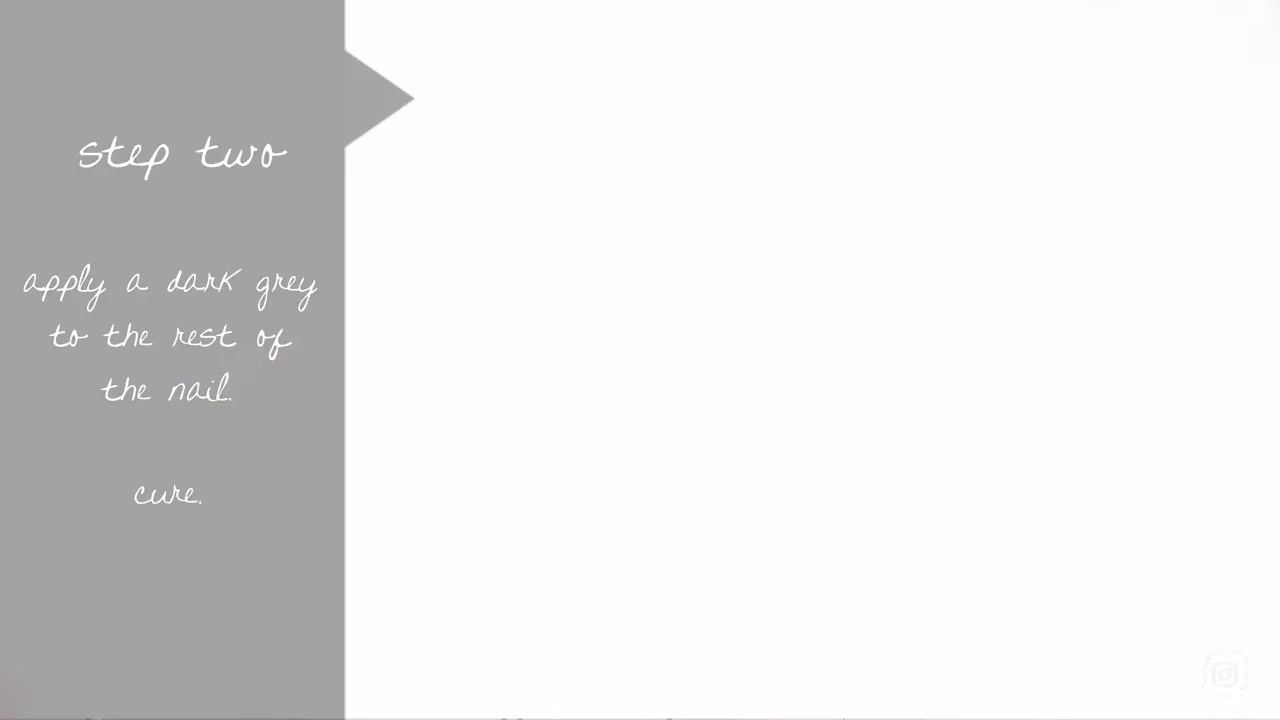 step two
apply a dark grey
to the rest of
the nail.
cure.